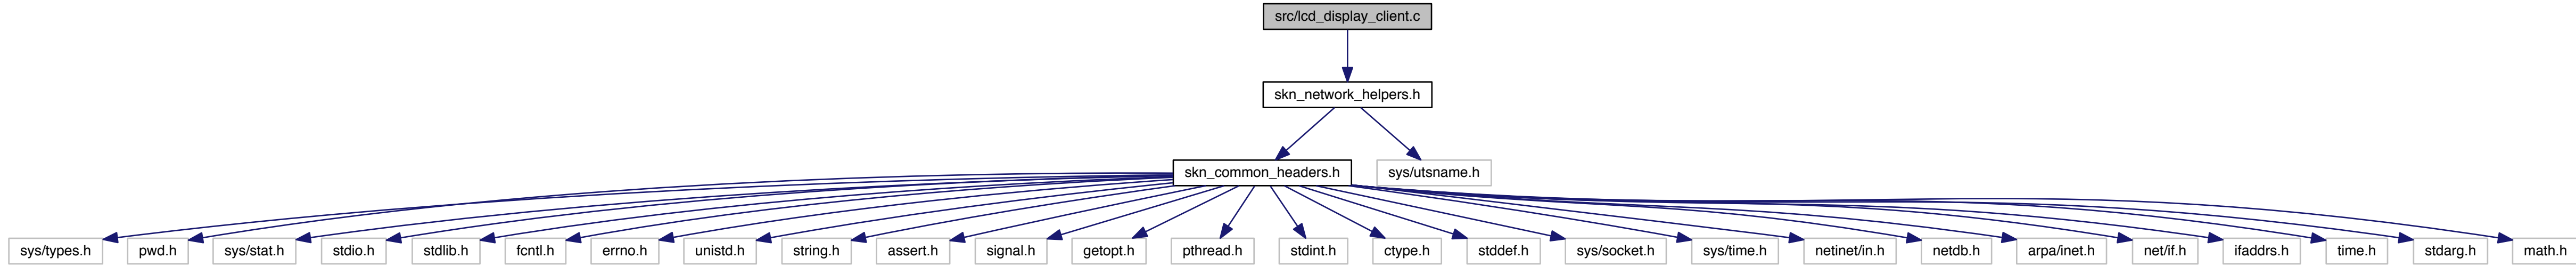 src/lcd_display_client.c
skn_network_helpers.h
skn_common_headers.h
sys/utsname.h
sys/types.h
pwd.h
sys/stat.h
stdio.h
stdlib.h
fcntl.h
errno.h
unistd.h
string.h
assert.h
signal.h
getopt.h
pthread.h
stdint.h
ctype.h
stddef.h
sys/socket.h
sys/time.h
netinet/in.h
netdb.h
arpa/inet.h
net/if.h
ifaddrs.h
time.h
stdarg.h
math.h